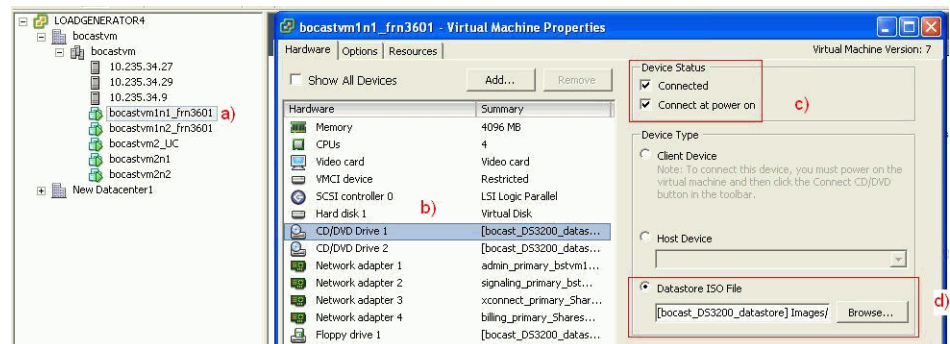 LOADGENERATOR4
bocastvm
bocastvm
10.235.34.27
10.235.34.29
10.235.34.9
bocastvm1n1_frn3601 a)
bocastvm1n2_frn3601
bocastvm2_UC
bocastvm2n1
bocastvm2n2
New Datacenter1
bocastvm1n1_frn3601 - Virtual Machine Properties
Hardware Options Resources
Virtual Machine Version: 7
Show All Devices Add... Remove
Hardware Summary
Memory 4096 MB
CPUs 4
Video card Video card
VMCI device Restricted
SCSI controller 0 LSI Logic Parallel
Hard disk 1 Virtual Disk
b)
CD/DVD Drive 1 [bocast_DS3200_datas...
CD/DVD Drive 2 [bocast_DS3200_datas...
Network adapter 1 admin_primary_bstvm1...
Network adapter 2 signaling_primary_bst...
Network adapter 3 xconnect_primary_Shar...
Network adapter 4 billing_primary_Shares...
Floppy drive 1 [bocast_DS3200_datas...
Device Status
Connected
Connect at power on
c)
Device Type
Client Device
Note: To connect this device, you must power on the
virtual machine and then click the Connect CD/DVD
button in the toolbar.
Host Device
Datastore ISO File
d)
[bocast_DS3200_datastore] Images/ Browse...